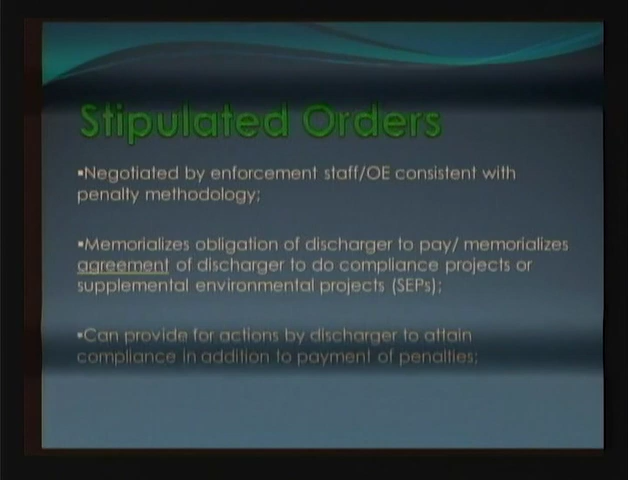 Stipulated Orders
▪Negotiated by enforcement staff/OE consistent with
penalty methodology;
▪Memorializes obligation of discharger to pay/ memorializes
agreement of discharger to do compliance projects or
supplemental environmental projects (SEPs);
▪Can provide for actions by discharger to attain
compliance in addition to payment of penalties;